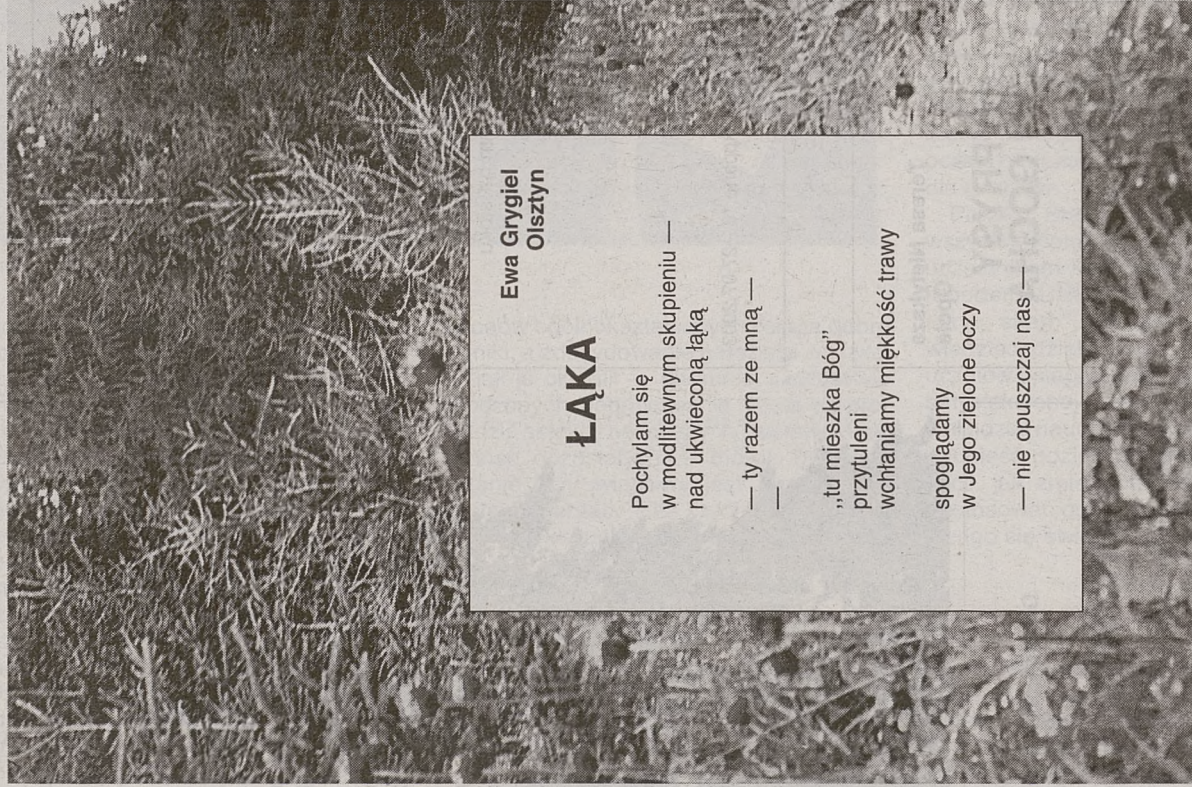 Ewa Grygiel
Olsztyn
ŁĄKA
Pochylam się
w modlitewnym skupieniu —
nad ukwieconą łąką
— ty razem ze mną —
—
„tu mieszka Bóg”
przytuleni
wchłaniamy miękkość trawy
spoglądamy
w Jego zielone oczy
— nie opuszczaj nas —